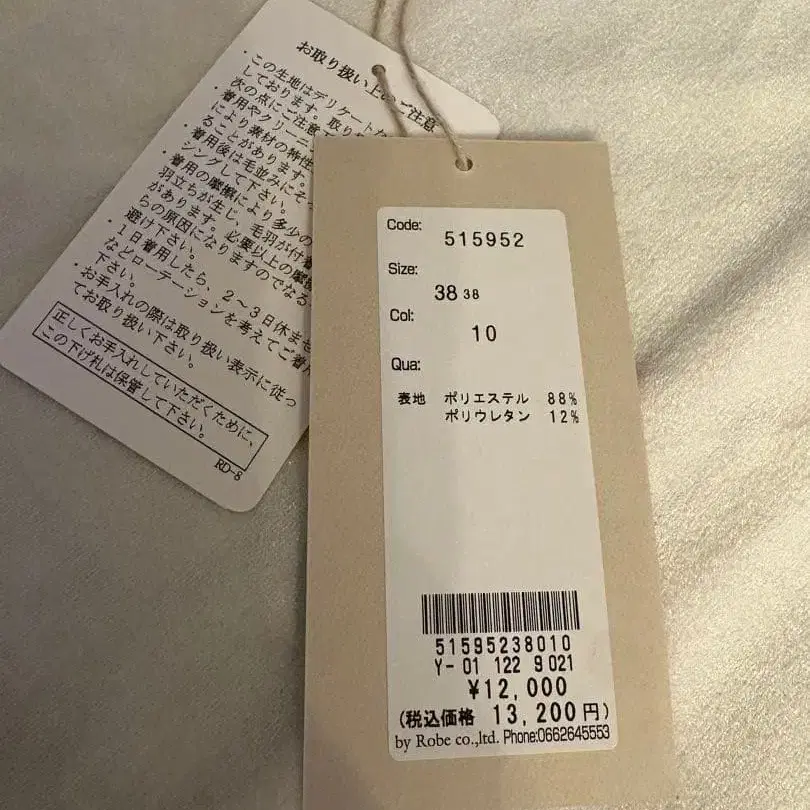 お取り扱い上のご注意
・この生地はデリケートな
しております。取り
次の点にご注意
・着用やクリーニ
により素材の特性
ることがあります。
・着用後は毛並みにそっ
シングして下さい。
・着用の摩擦により多少の
羽立ちが生じ、毛羽が付着
があります。必要以上の摩擦
らの原因になりますのでなる
避け下さい。
・1日着用したら、2〜3日休ませ
などローテーションを考えてご着用
下さい。
・お手入れの際は取り扱い表示に従っ
てお取り扱い下さい。
正しくお手入れしていただくために、
この下げ札は保管して下さい。
RD-8
Code:
515952
Size:
38 38
Col:
10
Qua:
表地 ポリエステル 88%
ポリウレタン 12%
51595238010
Y- 01 122 9 021
¥12,000
(税込価格 13,200円)
by Robe co.,ltd. Phone:0662645553